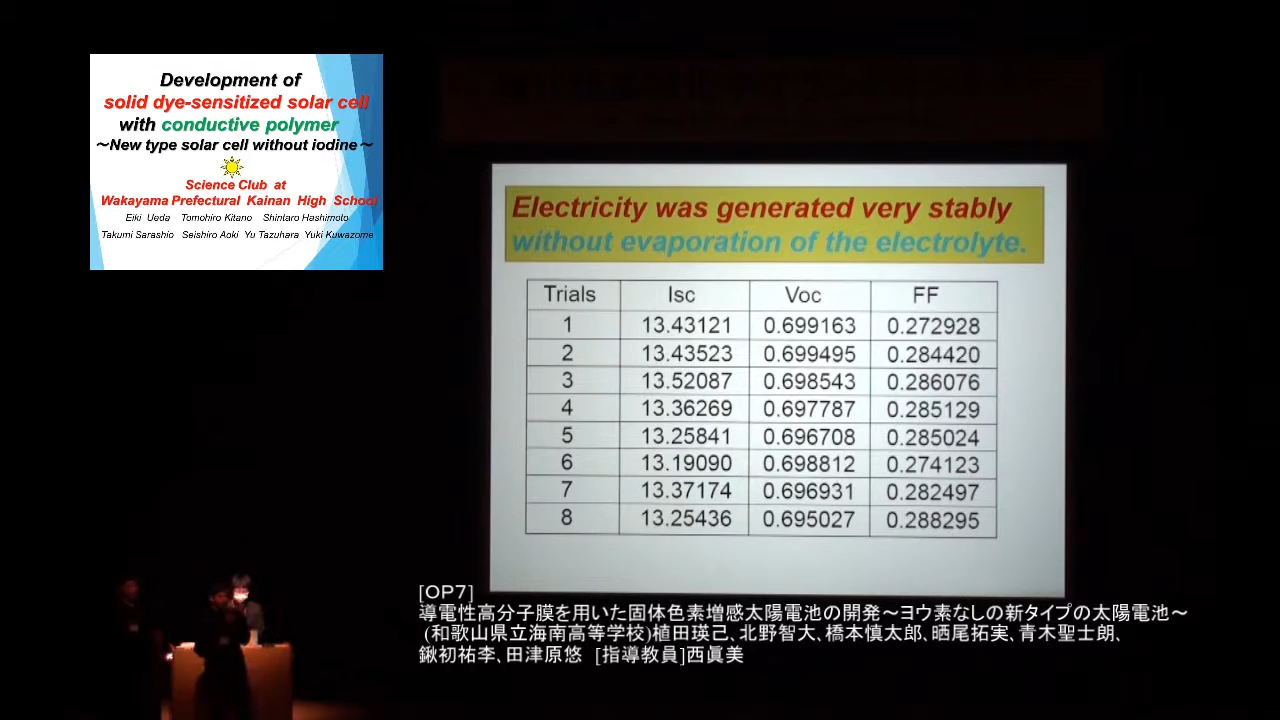 Development of
solid dye-sensitized solar cell
with conductive polymer
～New type solar cell without iodine～
Science Club at
Wakayama Prefectural Kainan High School
Eiki Ueda Tomohiro Kitano Shintaro Hashimoto
Takumi Sarashio Seishiro Aoki Yu Tazuhara Yuki Kuwazome
Electricity was generated very stably
without evaporation of the electrolyte.
Trials Isc Voc FF
1 13.43121 0.699163 0.272928
2 13.43523 0.699495 0.284420
3 13.52087 0.698543 0.286076
4 13.36269 0.697787 0.285129
5 13.25841 0.696708 0.285024
6 13.19090 0.698812 0.274123
7 13.37174 0.696931 0.282497
8 13.25436 0.695027 0.288295
[OP7]
導電性高分子膜を用いた固体色素増感太陽電池の開発～ヨウ素なしの新タイプの太陽電池～
(和歌山県立海南高等学校)植田瑛己、北野智大、橋本慎太郎、晒尾拓実、青木聖士朗、
鍬初祐李、田津原悠 [指導教員]西眞美